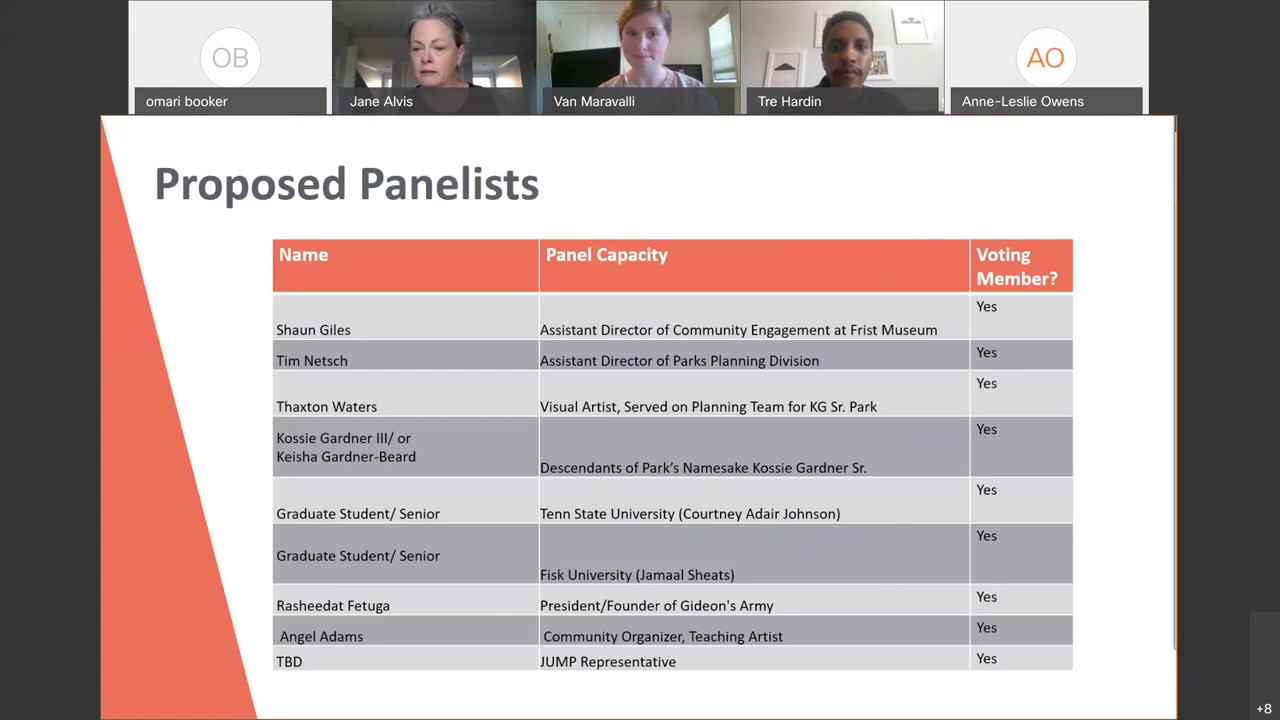 OB
AO
omari booker
Jane Alvis
Van Maravalli
Tre Hardin
Anne-Leslie Owens
Proposed Panelists
Name
Panel Capacity
Voting
Member?
Shaun Giles
Assistant Director of Community Engagement at Frist Museum
Yes
Tim Netsch
Assistant Director of Parks Planning Division
Yes
Thaxton Waters
Visual Artist, Served on Planning Team for KG Sr. Park
Yes
Kossie Gardner III/ or
Keisha Gardner-Beard
Descendants of Park’s Namesake Kossie Gardner Sr.
Yes
Graduate Student/ Senior
Tenn State University (Courtney Adair Johnson)
Yes
Graduate Student/ Senior
Fisk University (Jamaal Sheats)
Yes
Rasheedat Fetuga
President/Founder of Gideon's Army
Yes
Angel Adams
Community Organizer, Teaching Artist
Yes
TBD
JUMP Representative
Yes
+8